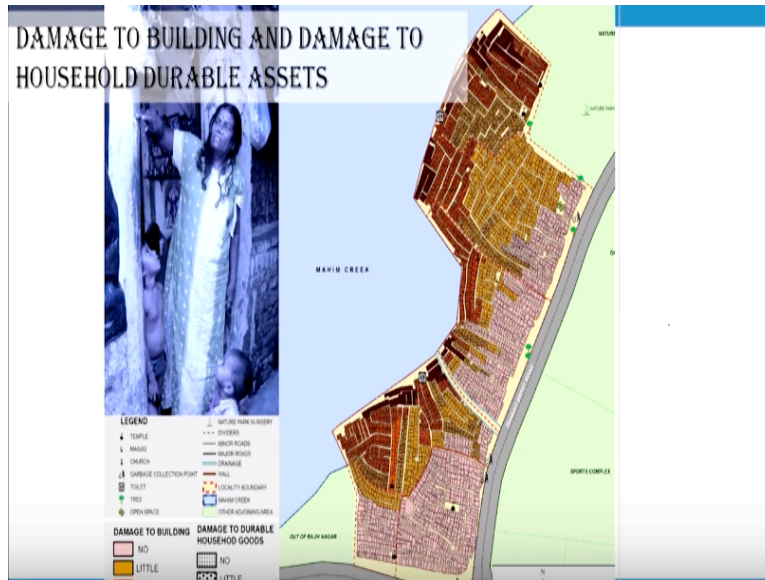 DAMAGE TO BUILDING AND DAMAGE TO
HOUSEHOLD DURABLE ASSETS
NATURE
NATURE PARK
MAHIM CREEK
SPORTS COMPLEX
OUT OF RAJIV NAGAR
N
LEGEND
TEMPLE
MASJID
CHURCH
GARBAGE COLLECTION POINT
TOILET
TREE
OPEN SPACE
NATURE PARK NURSERY
DIVIDERS
MINOR ROADS
MAJOR ROADS
DRAINAGE
WALL
LOCALITY BOUNDARY
MAHIM CREEK
OTHER ADJOINING AREA
DAMAGE TO BUILDING
NO
LITTLE
DAMAGE TO DURABLE
HOUSEHOD GOODS
NO
LITTLE